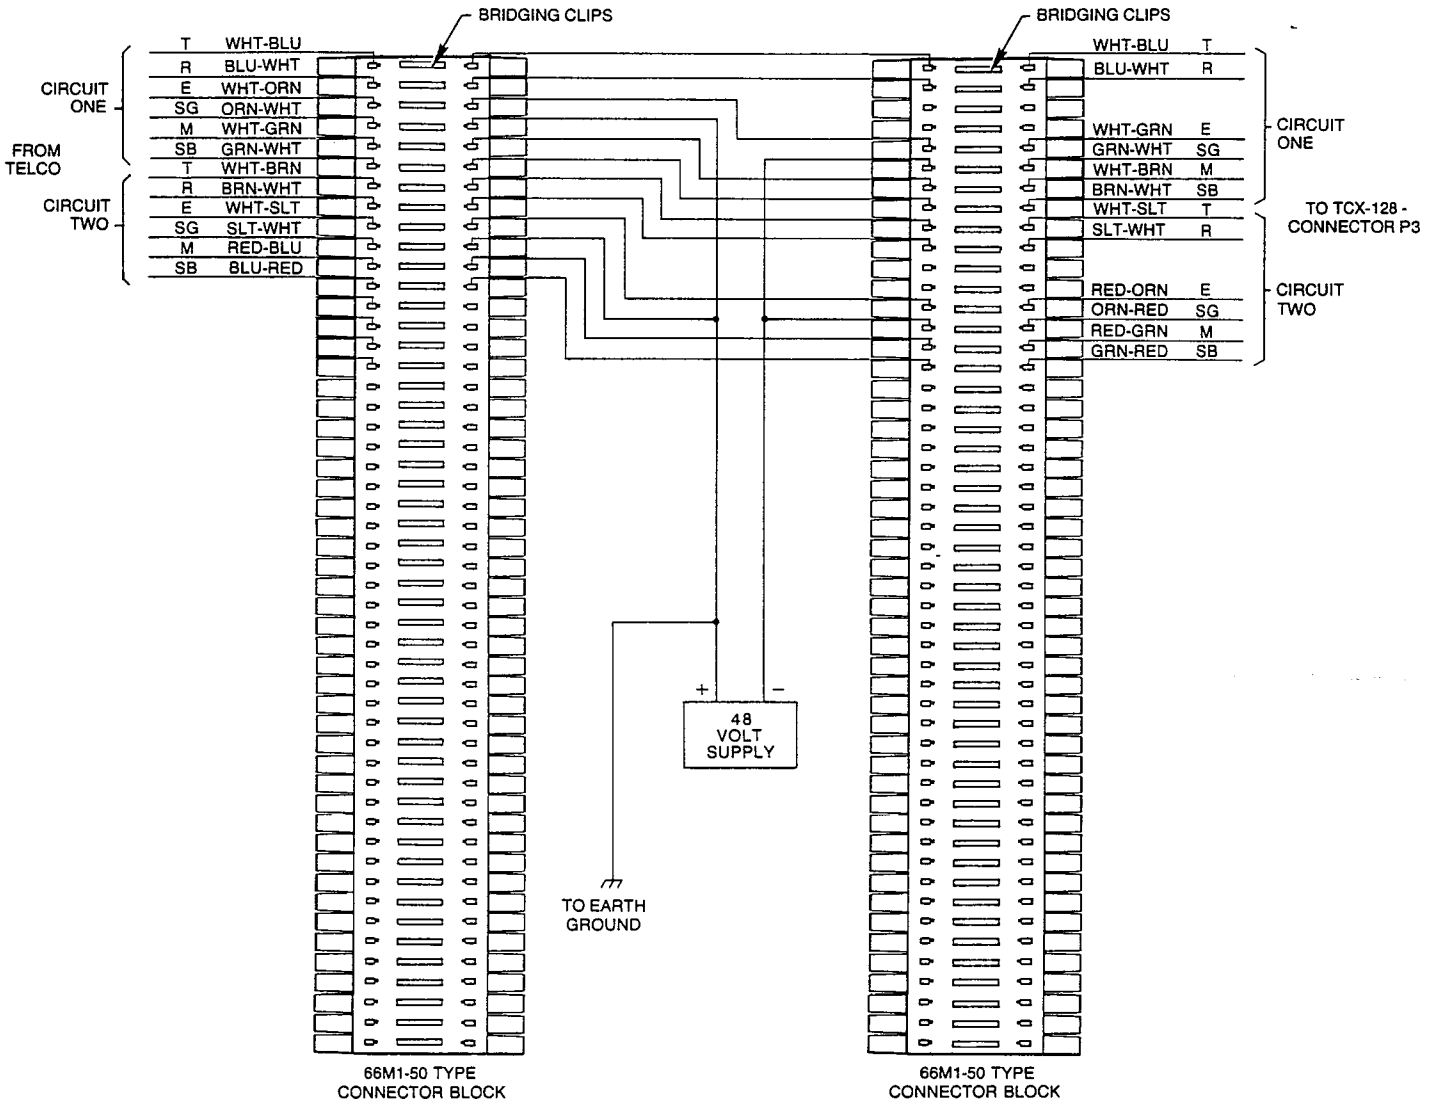 BRIDGING CLIPS
BRIDGING CLIPS
T WHT-BLU
R BLU-WHT
E WHT-ORN
SG ORN-WHT
M WHT-GRN
SB GRN-WHT
T WHT-BRN
R BRN-WHT
E WHT-SLT
SG SLT-WHT
M RED-BLU
SB BLU-RED
CIRCUIT
ONE
FROM
TELCO
CIRCUIT
TWO
WHT-BLU T
BLU-WHT R
WHT-GRN E
GRN-WHT SG
WHT-BRN M
BRN-WHT SB
WHT-SLT T
SLT-WHT R
RED-ORN E
ORN-RED SG
RED-GRN M
GRN-RED SB
CIRCUIT
ONE
TO TCX-128 -
CONNECTOR P3
CIRCUIT
TWO
+ −
48
VOLT
SUPPLY
TO EARTH
GROUND
66M1-50 TYPE
CONNECTOR BLOCK
66M1-50 TYPE
CONNECTOR BLOCK